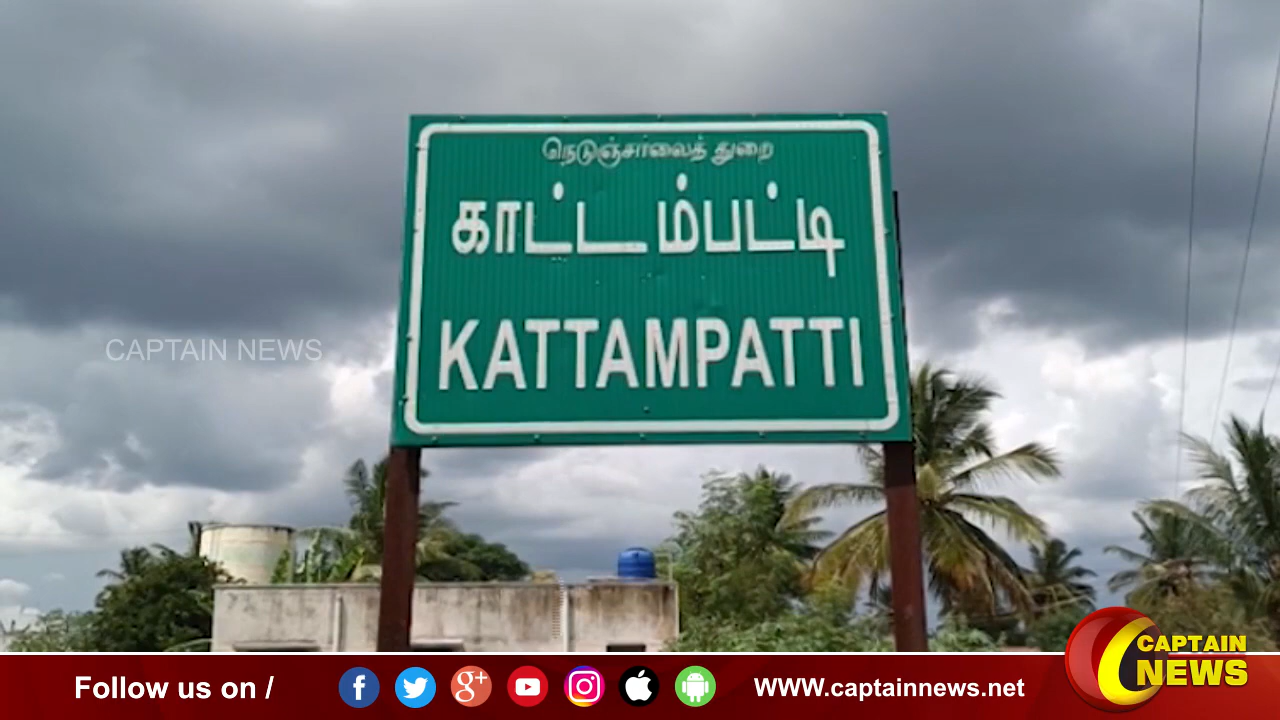 நெடுஞ்சாலைத் துறை
காட்டம்பட்டி
KATTAMPATTI
CAPTAIN NEWS
Follow us on /
WWW.captainnews.net
CAPTAIN
NEWS